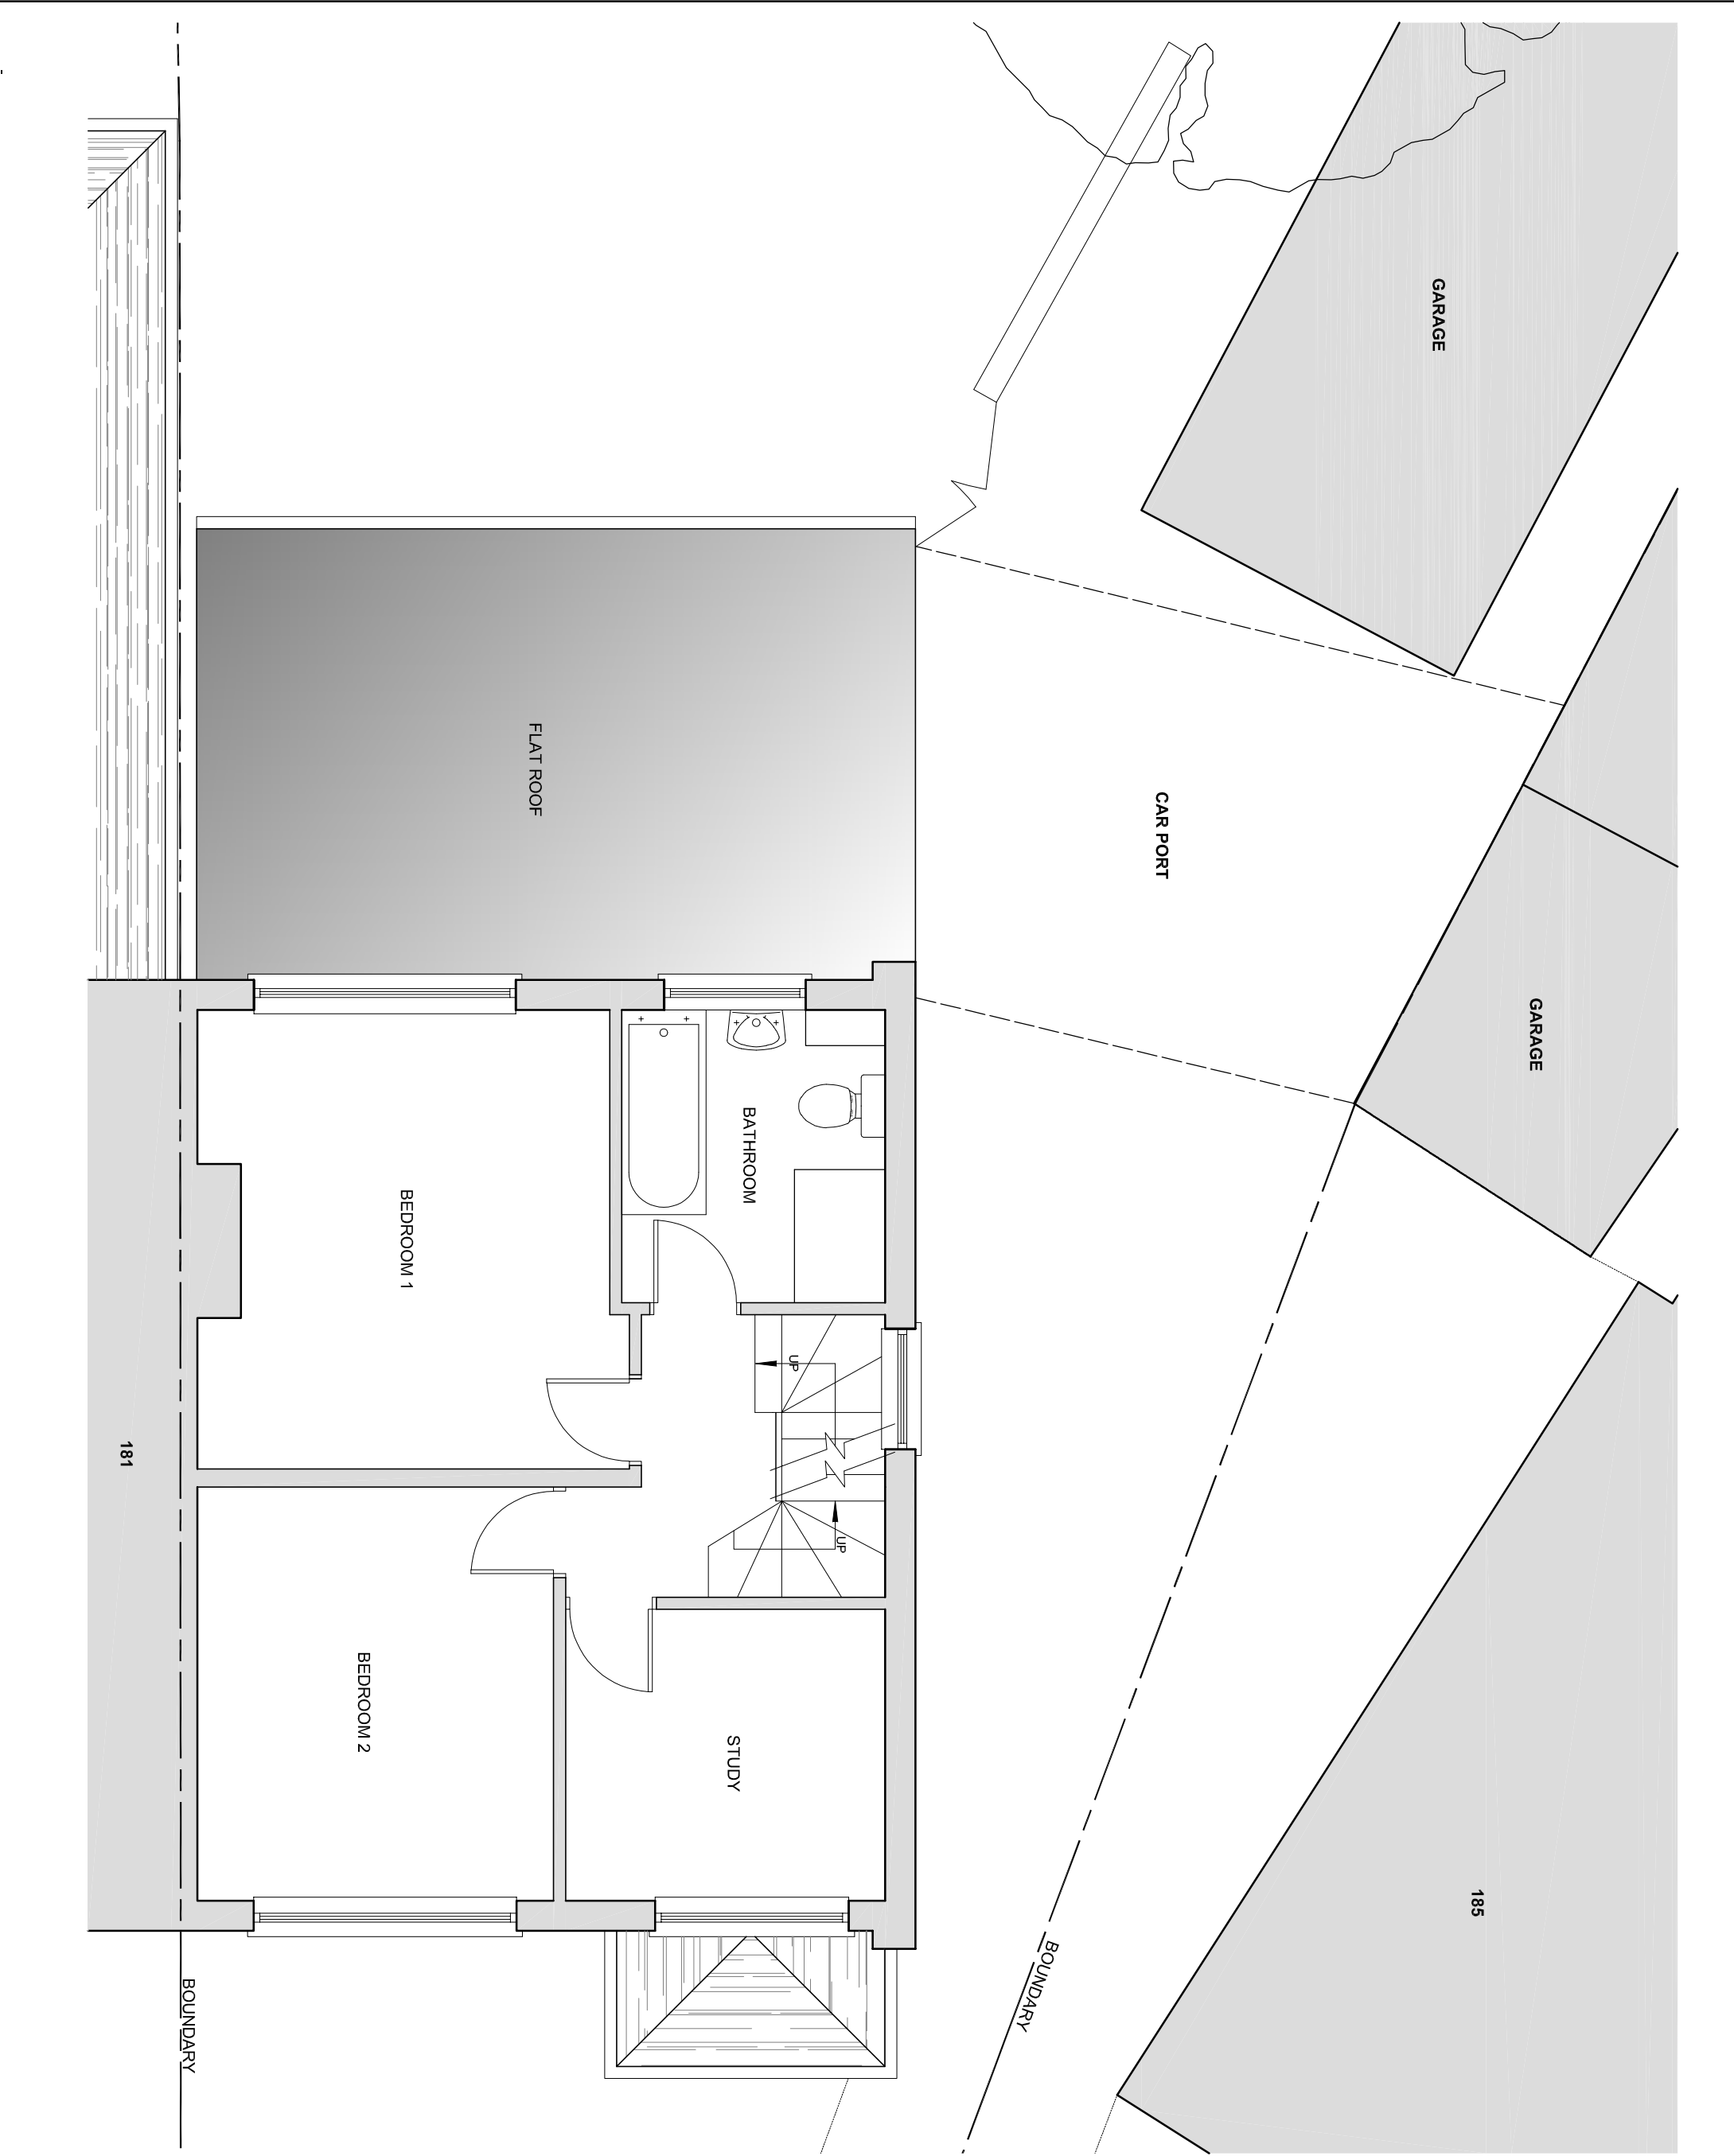 GARAGE
FLAT ROOF
CAR PORT
GARAGE
BATHROOM
BEDROOM 1
UP
181
UP
BEDROOM 2
STUDY
185
BOUNDARY
BOUNDARY